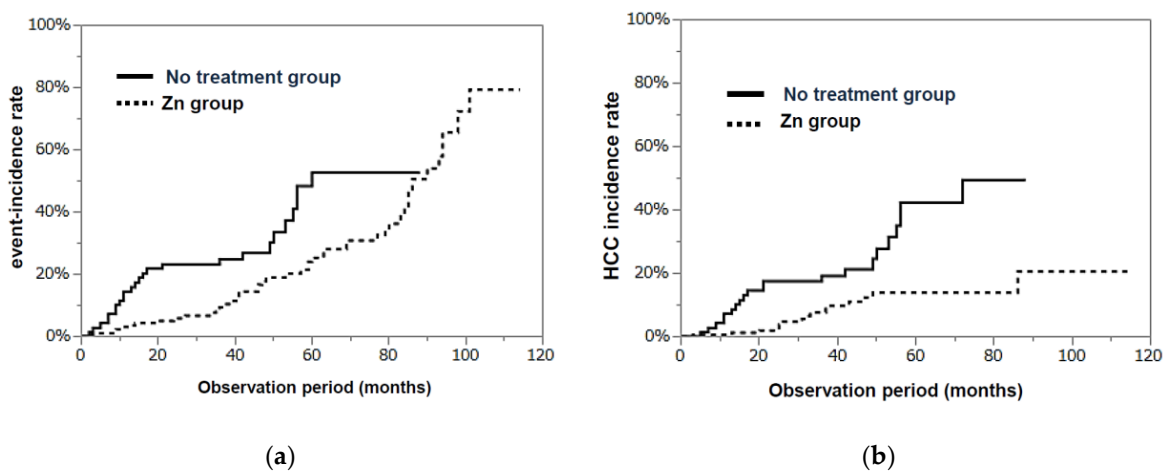 100%
80%
60%
40%
20%
0%
event-incidence rate
No treatment group
Zn group
0 20 40 60 80 100 120
Observation period (months)
(a)
100%
80%
60%
40%
20%
0%
HCC incidence rate
No treatment group
Zn group
0 20 40 60 80 100 120
Observation period (months)
(b)